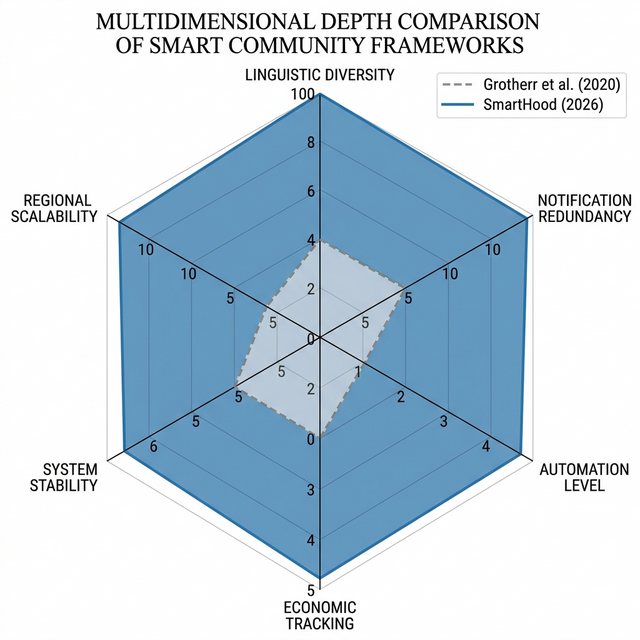 MULTIDIMENSIONAL DEPTH COMPARISON
OF SMART COMMUNITY FRAMEWORKS
LINGUISTIC DIVERSITY
Grotherr et al. (2020)
SmartHood (2026)
100
8
6
4
2
0
REGIONAL
SCALABILITY
10
10
5
5
NOTIFICATION
REDUNDANCY
10
10
5
5
5
5
5
6
SYSTEM
STABILITY
1
2
3
4
AUTOMATION
LEVEL
2
0
3
4
5
ECONOMIC
TRACKING